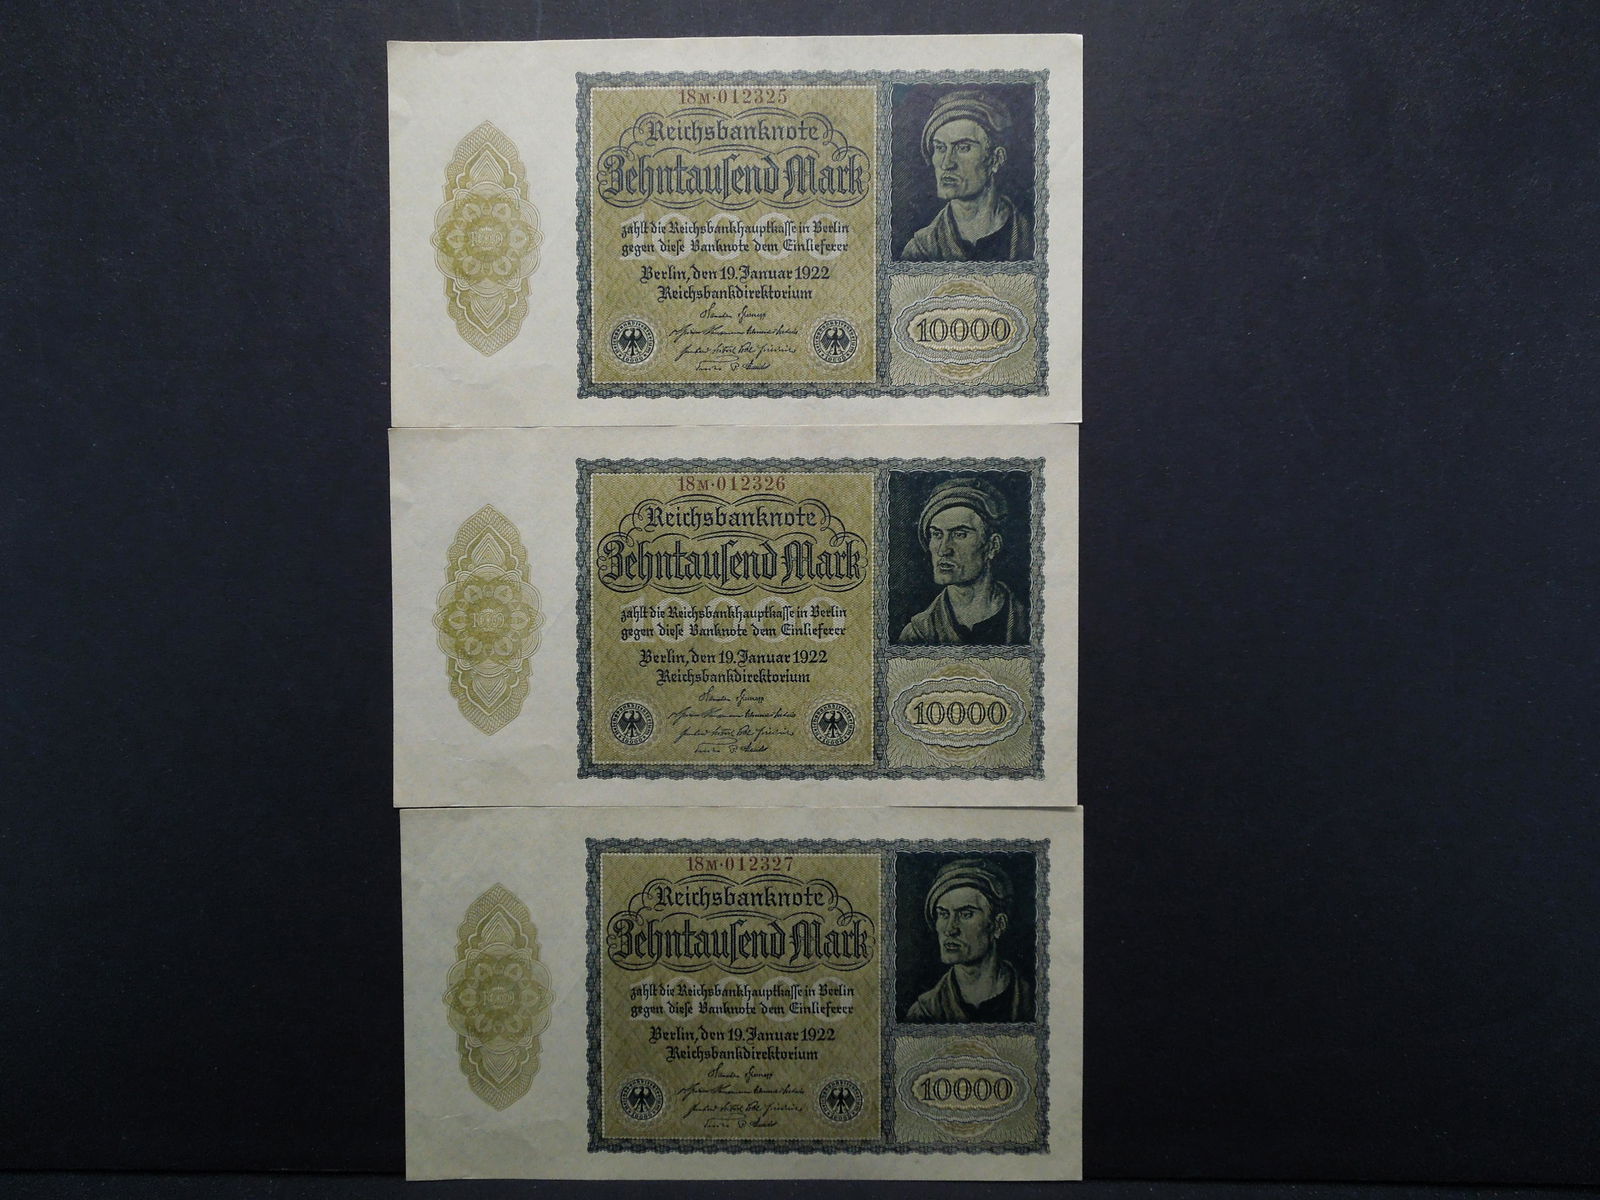 18M·012325
Reichsbanknote
Zehntauſend Mark
10000
zahlt die Reichsbankhauptkaſſe in Berlin
gegen dieſe Banknote dem Einlieferer
Berlin, den 19. Januar 1922
Reichsbankdirektorium
10000
18M·012326
Reichsbanknote
Zehntauſend Mark
10000
zahlt die Reichsbankhauptkaſſe in Berlin
gegen dieſe Banknote dem Einlieferer
Berlin, den 19. Januar 1922
Reichsbankdirektorium
10000
18M·012327
Reichsbanknote
Zehntauſend Mark
10000
zahlt die Reichsbankhauptkaſſe in Berlin
gegen dieſe Banknote dem Einlieferer
Berlin, den 19. Januar 1922
Reichsbankdirektorium
10000